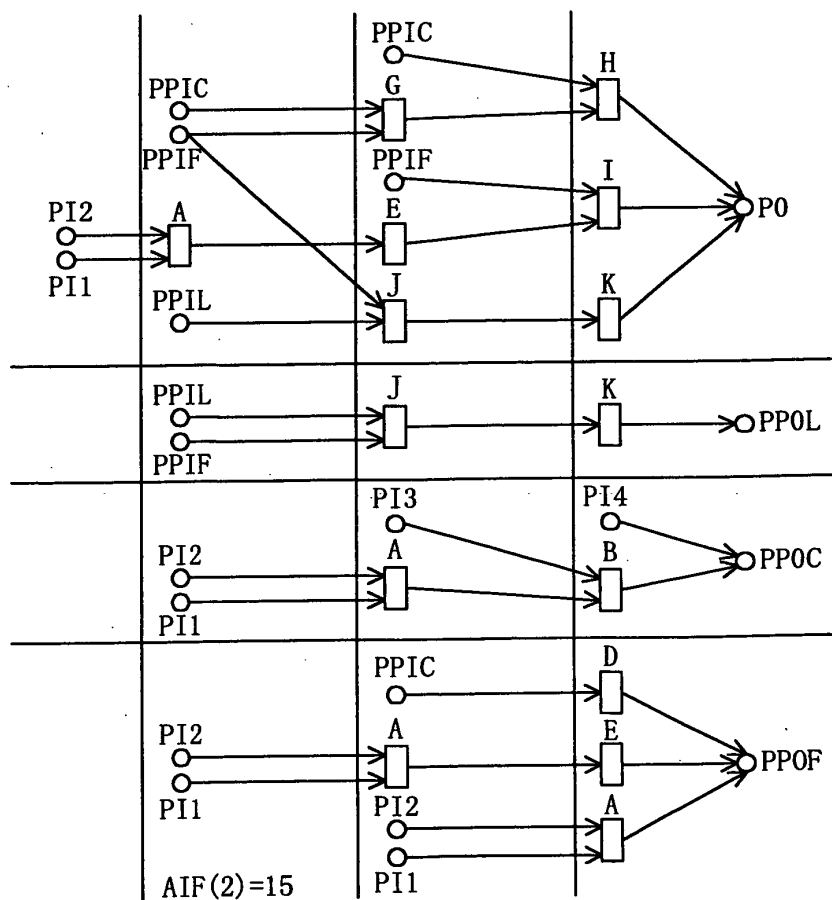 PPIC
H
PPIC
G
PPIF
PPIF
I
PI2
A
E
PO
PI1
J
K
PPIL
PPIL
J
K
PPOL
PPIF
PI3
PI4
PI2
A
B
PPOC
PI1
PPIC
D
PI2
A
E
PPOF
PI1
PI2
A
PI1
AIF(2)=15